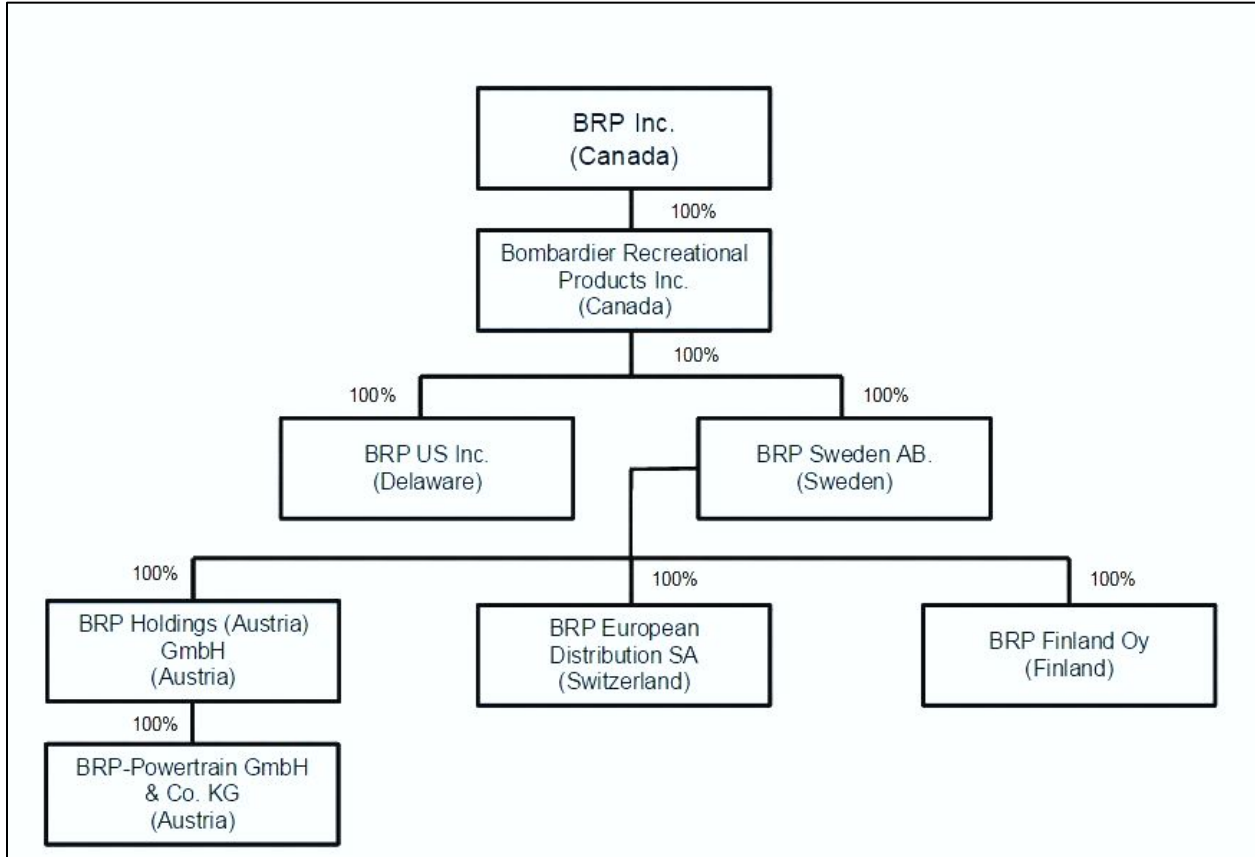 BRP Inc.
(Canada)
100%
Bombardier Recreational
Products Inc.
(Canada)
100%
100%
100%
BRP US Inc.
(Delaware)
BRP Sweden AB.
(Sweden)
100%
100%
100%
BRP Holdings (Austria)
GmbH
(Austria)
BRP European
Distribution SA
(Switzerland)
BRP Finland Oy
(Finland)
100%
BRP-Powertrain GmbH
& Co. KG
(Austria)